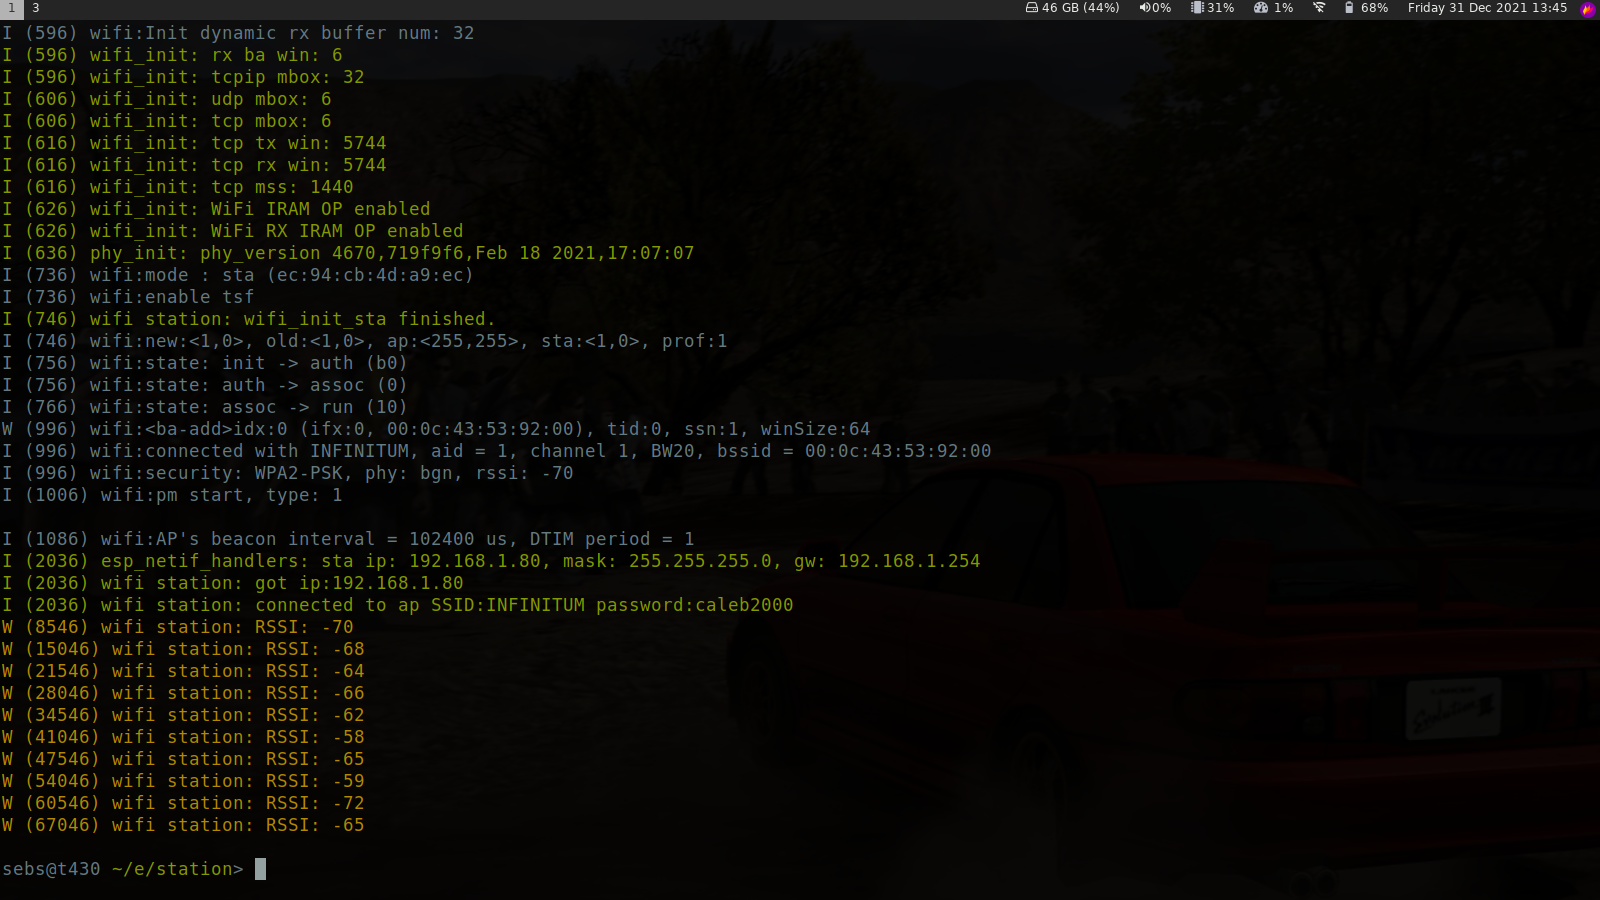 1 3 46 GB (44%) 0% 31% 1% 68% Friday 31 Dec 2021 13:45
I (596) wifi:Init dynamic rx buffer num: 32
I (596) wifi_init: rx ba win: 6
I (596) wifi_init: tcpip mbox: 32
I (606) wifi_init: udp mbox: 6
I (606) wifi_init: tcp mbox: 6
I (616) wifi_init: tcp tx win: 5744
I (616) wifi_init: tcp rx win: 5744
I (616) wifi_init: tcp mss: 1440
I (626) wifi_init: WiFi IRAM OP enabled
I (626) wifi_init: WiFi RX IRAM OP enabled
I (636) phy_init: phy_version 4670,719f9f6,Feb 18 2021,17:07:07
I (736) wifi:mode : sta (ec:94:cb:4d:a9:ec)
I (736) wifi:enable tsf
I (746) wifi station: wifi_init_sta finished.
I (746) wifi:new:<1,0>, old:<1,0>, ap:<255,255>, sta:<1,0>, prof:1
I (756) wifi:state: init -> auth (b0)
I (756) wifi:state: auth -> assoc (0)
I (766) wifi:state: assoc -> run (10)
W (996) wifi:<ba-add>idx:0 (ifx:0, 00:0c:43:53:92:00), tid:0, ssn:1, winSize:64
I (996) wifi:connected with INFINITUM, aid = 1, channel 1, BW20, bssid = 00:0c:43:53:92:00
I (996) wifi:security: WPA2-PSK, phy: bgn, rssi: -70
I (1006) wifi:pm start, type: 1
I (1086) wifi:AP's beacon interval = 102400 us, DTIM period = 1
I (2036) esp_netif_handlers: sta ip: 192.168.1.80, mask: 255.255.255.0, gw: 192.168.1.254
I (2036) wifi station: got ip:192.168.1.80
I (2036) wifi station: connected to ap SSID:INFINITUM password:caleb2000
W (8546) wifi station: RSSI: -70
W (15046) wifi station: RSSI: -68
W (21546) wifi station: RSSI: -64
W (28046) wifi station: RSSI: -66
W (34546) wifi station: RSSI: -62
W (41046) wifi station: RSSI: -58
W (47546) wifi station: RSSI: -65
W (54046) wifi station: RSSI: -59
W (60546) wifi station: RSSI: -72
W (67046) wifi station: RSSI: -65
sebs@t430 ~/e/station>